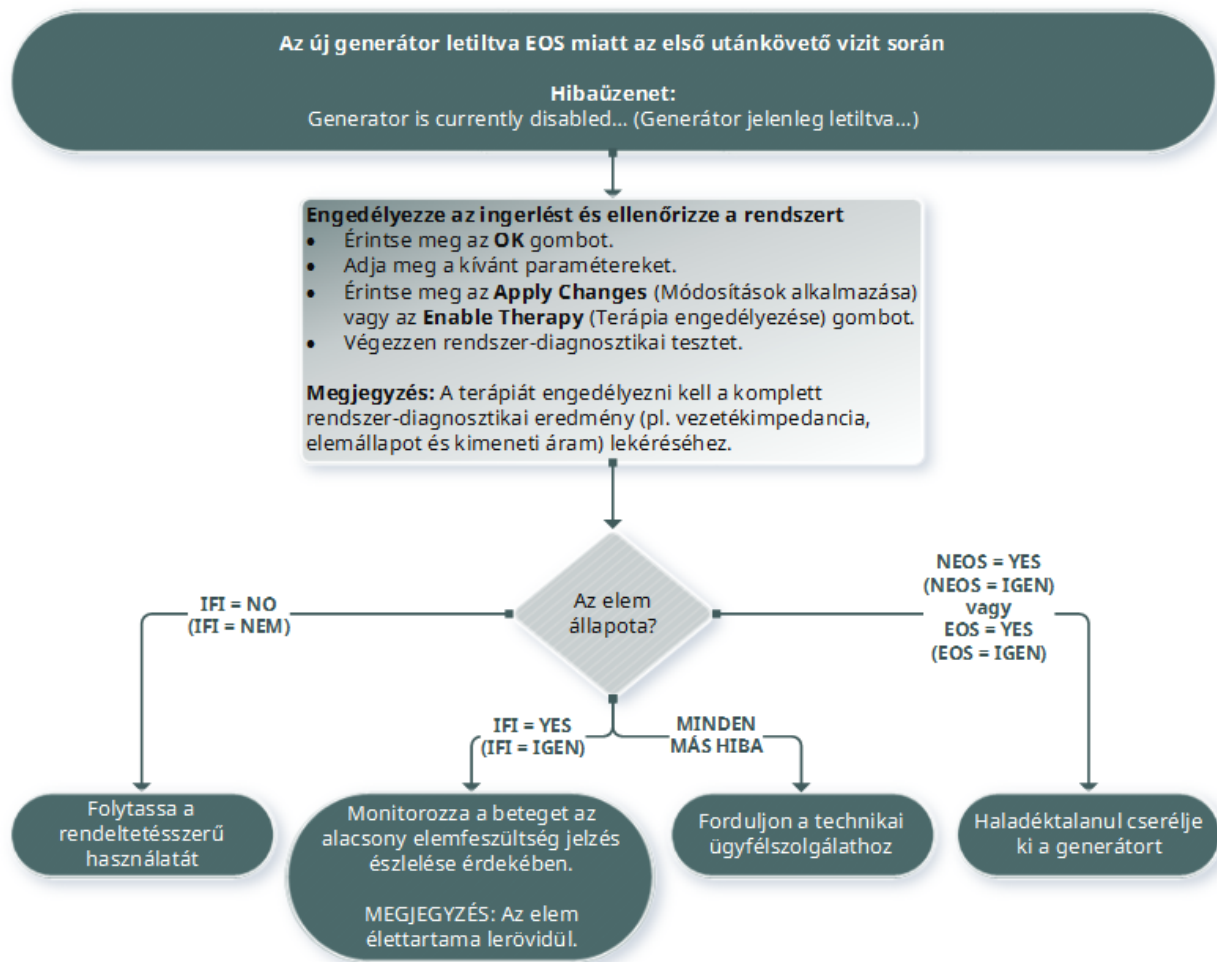 Az új generátor letiltva EOS miatt az első utánkövető vizit során
Hibaüzenet:
Generator is currently disabled... (Generátor jelenleg letiltva...)
Engedélyezze az ingerlést és ellenőrizze a rendszert
• Érintse meg az OK gombot.
• Adja meg a kívánt paramétereket.
• Érintse meg az Apply Changes (Módosítások alkalmazása)
vagy az Enable Therapy (Terápia engedélyezése) gombot.
• Végezzen rendszer-diagnosztikai tesztet.
Megjegyzés: A terápiát engedélyezni kell a komplett
rendszer-diagnosztikai eredmény (pl. vezetékimpedancia,
elemállapot és kimeneti áram) lekéréséhez.
Az elem
állapota?
IFI = NO
(IFI = NEM)
NEOS = YES
(NEOS = IGEN)
vagy
EOS = YES
(EOS = IGEN)
IFI = YES
(IFI = IGEN)
MINDEN
MÁS HIBA
Folytassa a
rendeltetésszerű
használatát
Monitorozza a beteget az
alacsony elemfeszültség jelzés
észlelése érdekében.
MEGJEGYZÉS: Az elem
élettartama lerövidül.
Forduljon a technikai
ügyfélszolgálathoz
Haladéktalanul cserélje
ki a generátort